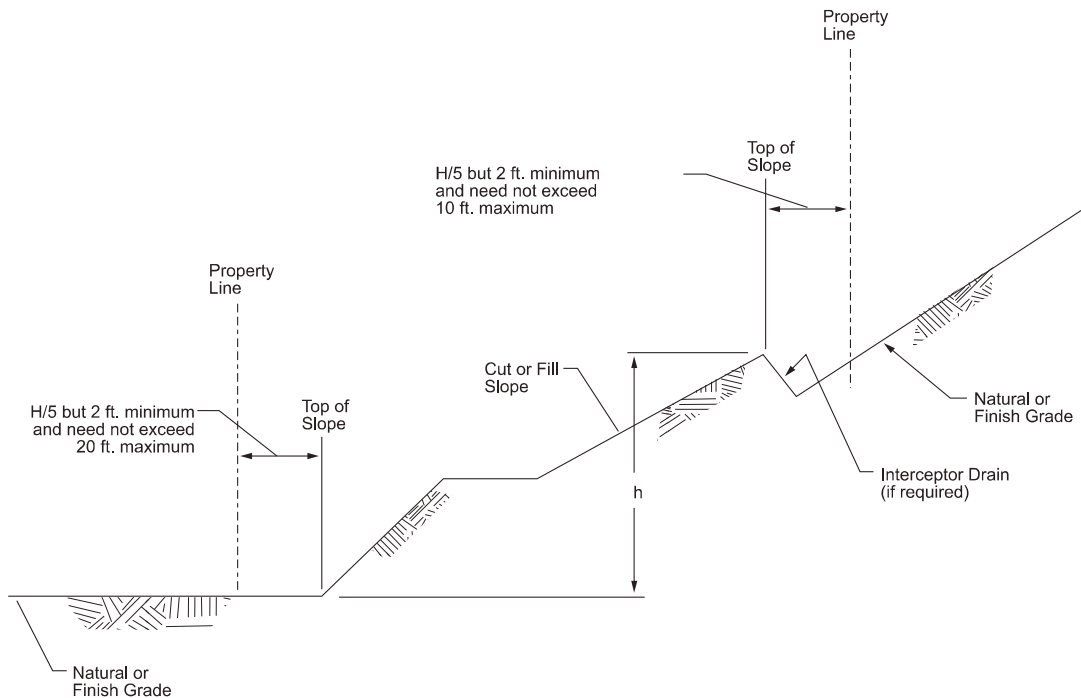 Property
Line
Top of
Slope
H/5 but 2 ft. minimum
and need not exceed
10 ft. maximum
Property
Line
Cut or Fill
Slope
Top of
Slope
H/5 but 2 ft. minimum
and need not exceed
20 ft. maximum
Natural or
Finish Grade
Interceptor Drain
(if required)
h
Natural or
Finish Grade